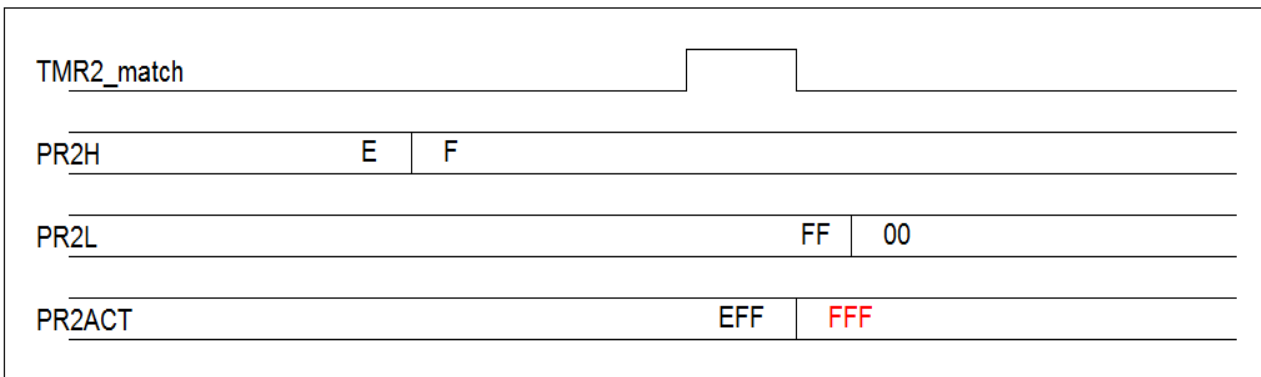 TMR2_match
PR2H E F
PR2L FF 00
PR2ACT EFF FFF